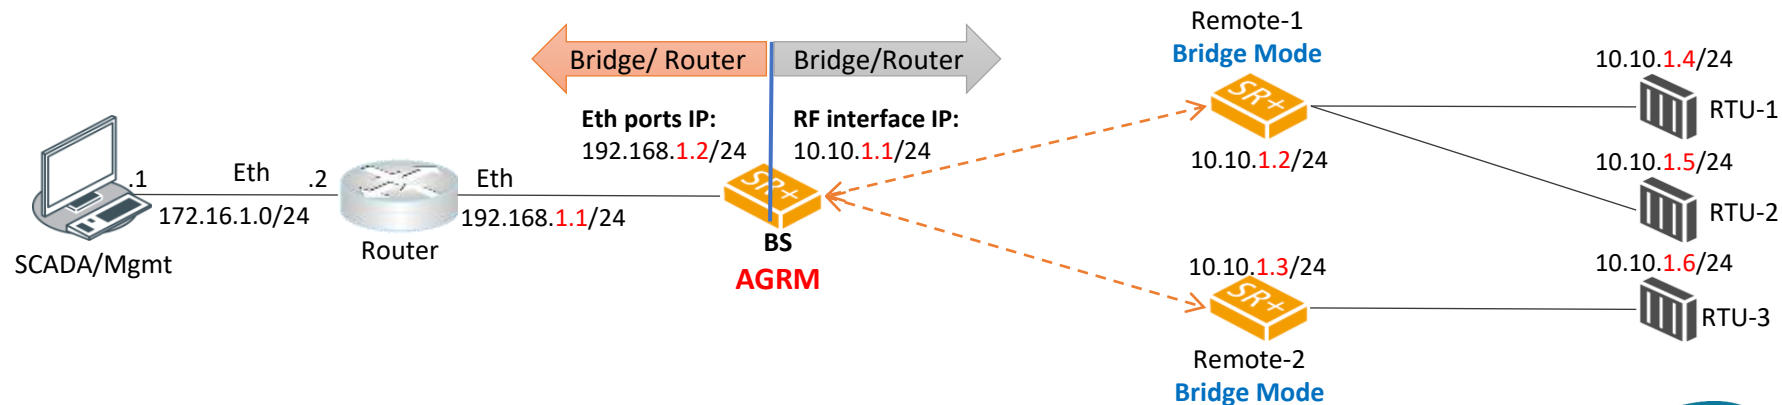 SCADA/Mgmt
.1
Eth
.2
172.16.1.0/24
Router
Eth
192.168.1.1/24
Bridge/ Router
Bridge/Router
Eth ports IP:
192.168.1.2/24
RF interface IP:
10.10.1.1/24
SR+
BS
AGRM
Remote-1
Bridge Mode
SR+
10.10.1.2/24
10.10.1.3/24
SR+
Remote-2
Bridge Mode
10.10.1.4/24
RTU-1
10.10.1.5/24
RTU-2
10.10.1.6/24
RTU-3